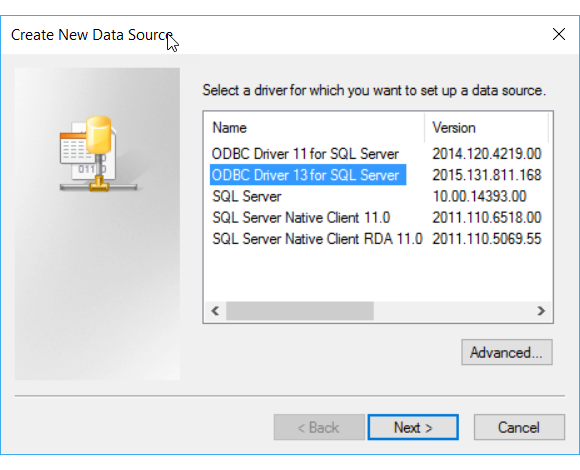 Create New Data Source
Select a driver for which you want to set up a data source.
Name Version
ODBC Driver 11 for SQL Server 2014.120.4219.00
ODBC Driver 13 for SQL Server 2015.131.811.168
SQL Server 10.00.14393.00
SQL Server Native Client 11.0 2011.110.6518.00
SQL Server Native Client RDA 11.0 2011.110.5069.55
Advanced...
< Back Next > Cancel